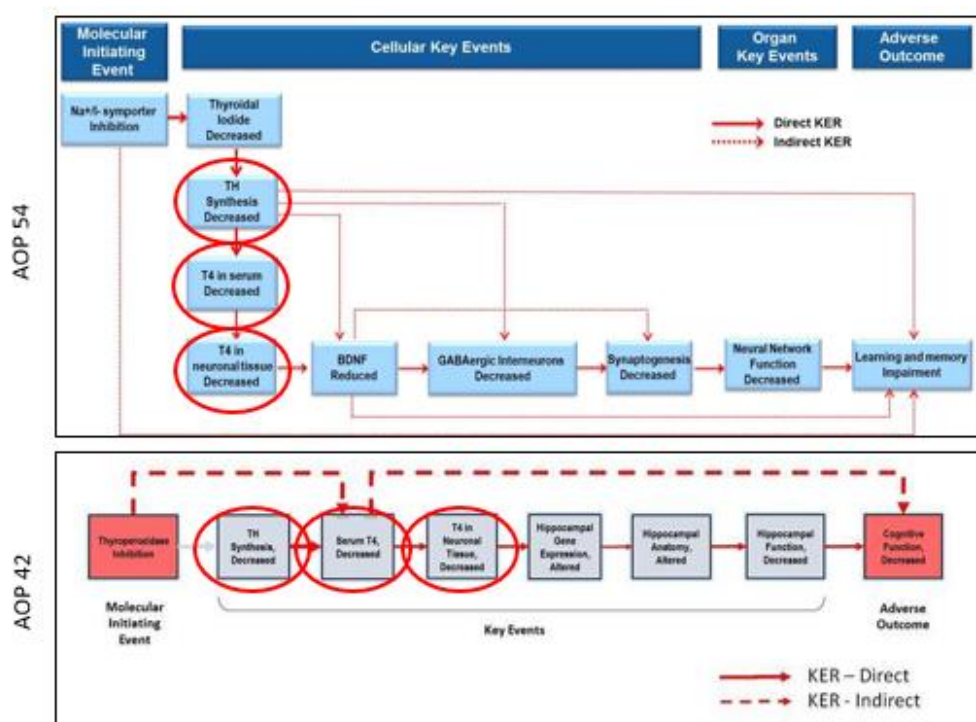 Molecular
Initiating
Event
Cellular Key Events
Organ
Key Events
Adverse
Outcome
Na+/I- symporter
Inhibition
Thyroidal
Iodide
Decreased
Direct KER
Indirect KER
TH
Synthesis
Decreased
T4 in serum
Decreased
T4 in
neuronal tissue
Decreased
BDNF
Reduced
GABAergic Interneurons
Decreased
Synaptogenesis
Decreased
Neural Network
Function
Decreased
Learning and memory
Impairment
AOP 54
Thyroperoxidase
Inhibition
TH
Synthesis,
Decreased
Serum T4,
Decreased
T4 in
Neuronal
Tissue,
Decreased
Hippocampal
Gene
Expression,
Altered
Hippocampal
Anatomy,
Altered
Hippocampal
Function,
Decreased
Cognitive
Function,
Decreased
Molecular
Initiating
Event
Key Events
Adverse
Outcome
KER – Direct
KER - Indirect
AOP 42